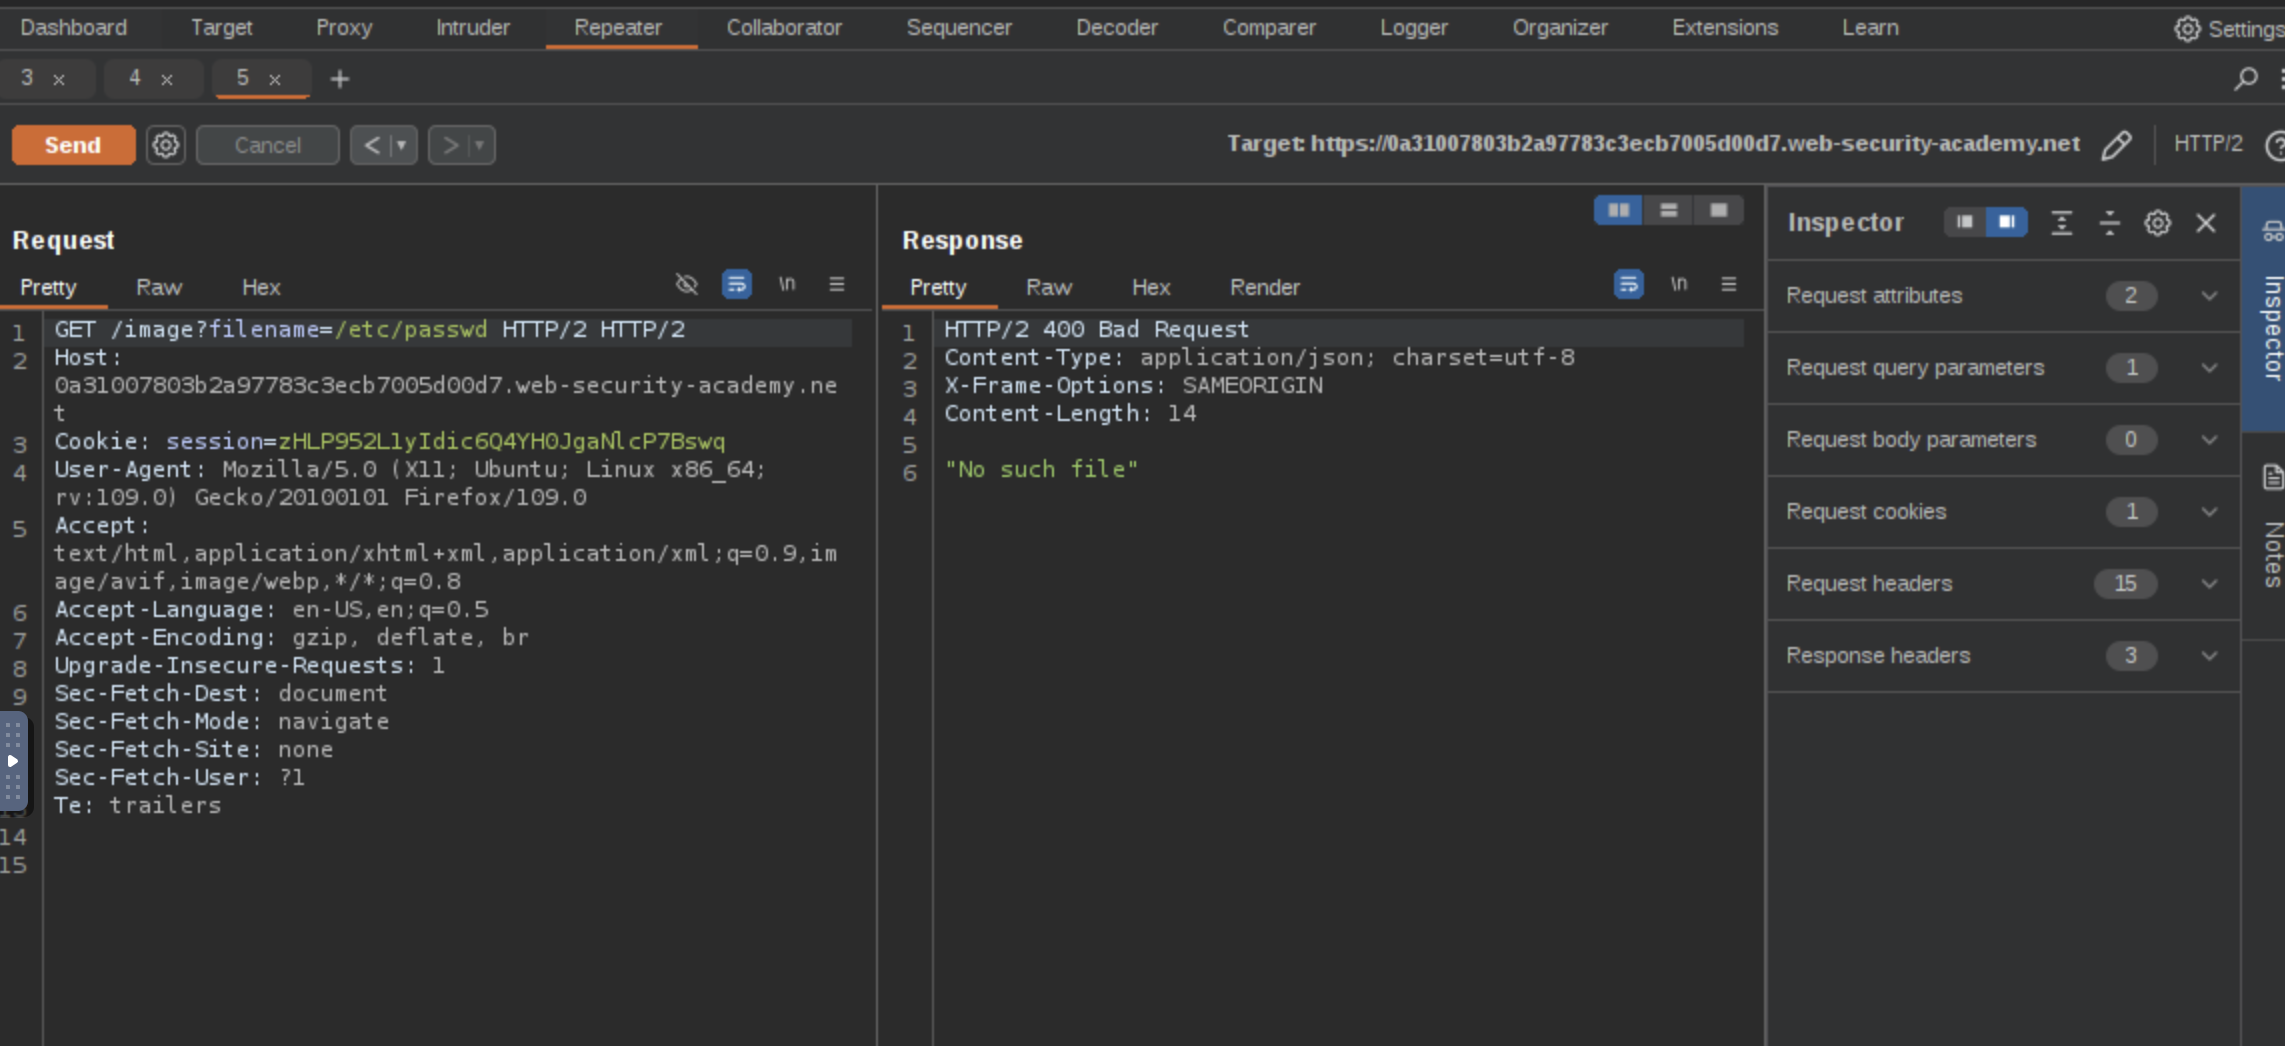 Dashboard Target Proxy Intruder Repeater Collaborator Sequencer Decoder Comparer Logger Organizer Extensions Learn Settings
3 × 4 × 5 × +
Send Cancel < > Target: https://0a31007803b2a97783c3ecb7005d00d7.web-security-academy.net HTTP/2
Request
Pretty Raw Hex \n
1 GET /image?filename=/etc/passwd HTTP/2 HTTP/2
2 Host:
0a31007803b2a97783c3ecb7005d00d7.web-security-academy.ne
t
3 Cookie: session=zHLP952L1yIdic6Q4YH0JgaNlcP7Bswq
4 User-Agent: Mozilla/5.0 (X11; Ubuntu; Linux x86_64;
rv:109.0) Gecko/20100101 Firefox/109.0
5 Accept:
text/html,application/xhtml+xml,application/xml;q=0.9,im
age/avif,image/webp,*/*;q=0.8
6 Accept-Language: en-US,en;q=0.5
7 Accept-Encoding: gzip, deflate, br
8 Upgrade-Insecure-Requests: 1
9 Sec-Fetch-Dest: document
Sec-Fetch-Mode: navigate
Sec-Fetch-Site: none
Sec-Fetch-User: ?1
Te: trailers
14
15
Response
Pretty Raw Hex Render \n
1 HTTP/2 400 Bad Request
2 Content-Type: application/json; charset=utf-8
3 X-Frame-Options: SAMEORIGIN
4 Content-Length: 14
5
6 "No such file"
Inspector
Request attributes 2
Request query parameters 1
Request body parameters 0
Request cookies 1
Request headers 15
Response headers 3
Inspector
Notes